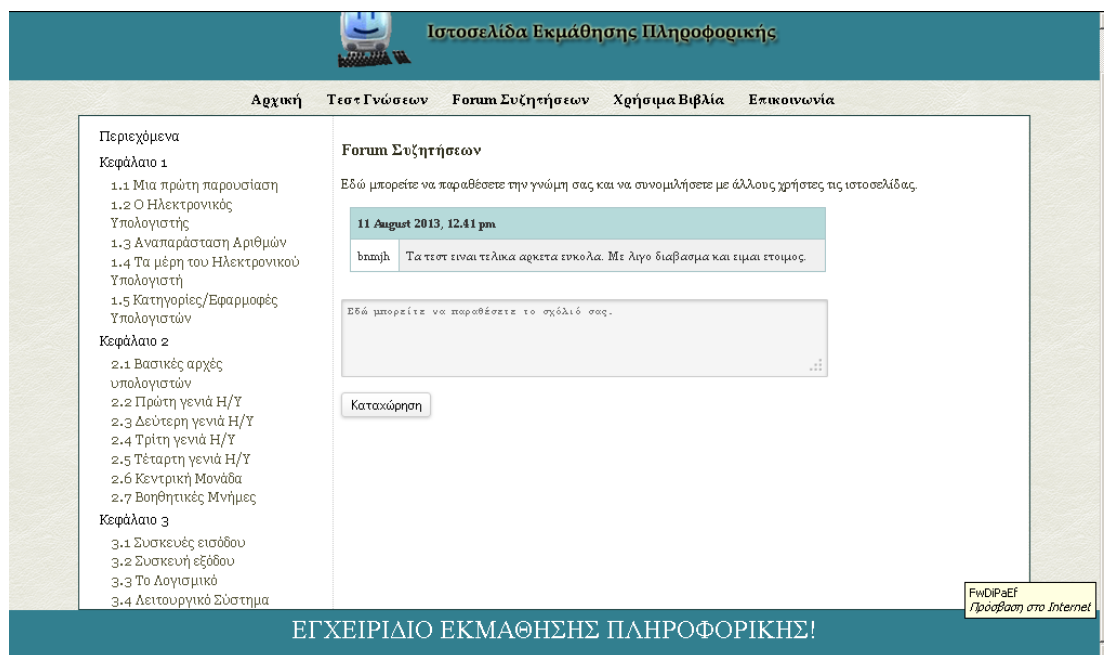 Ιστοσελίδα Εκμάθησης Πληροφορικής
Αρχική Τεστ Γνώσεων Forum Συζητήσεων Χρήσιμα Βιβλία Επικοινωνία
Περιεχόμενα
Κεφάλαιο 1
1.1 Μια πρώτη παρουσίαση
1.2 Ο Ηλεκτρονικός
Υπολογιστής
1.3 Αναπαράσταση Αριθμών
1.4 Τα μέρη του Ηλεκτρονικού
Υπολογιστή
1.5 Κατηγορίες/Εφαρμοφές
Υπολογιστών
Κεφάλαιο 2
2.1 Βασικές αρχές
υπολογιστών
2.2 Πρώτη γενιά Η/Υ
2.3 Δεύτερη γενιά Η/Υ
2.4 Τρίτη γενιά Η/Υ
2.5 Τέταρτη γενιά Η/Υ
2.6 Κεντρική Μονάδα
2.7 Βοηθητικές Μνήμες
Κεφάλαιο 3
3.1 Συσκευές εισόδου
3.2 Συσκευή εξόδου
3.3 Το Λογισμικό
3.4 Λειτουργικό Σύστημα
Forum Συζητήσεων
Εδώ μπορείτε να παραθέσετε την γνώμη σας και να συνομιλήσετε με άλλους χρήστες τις ιστοσελίδας.
11 August 2013, 12.41 pm
bnmjh Τα τεστ ειναι τελικα αρκετα ευκολα. Με λιγο διαβασμα και ειμαι ετοιμος.
Εδώ μπορείτε να παραθέσετε το σχόλιό σας.
Καταχώρηση
FwDiPaEf
Πρόσβαση στο Internet
ΕΓΧΕΙΡΙΔΙΟ ΕΚΜΑΘΗΣΗΣ ΠΛΗΡΟΦΟΡΙΚΗΣ!